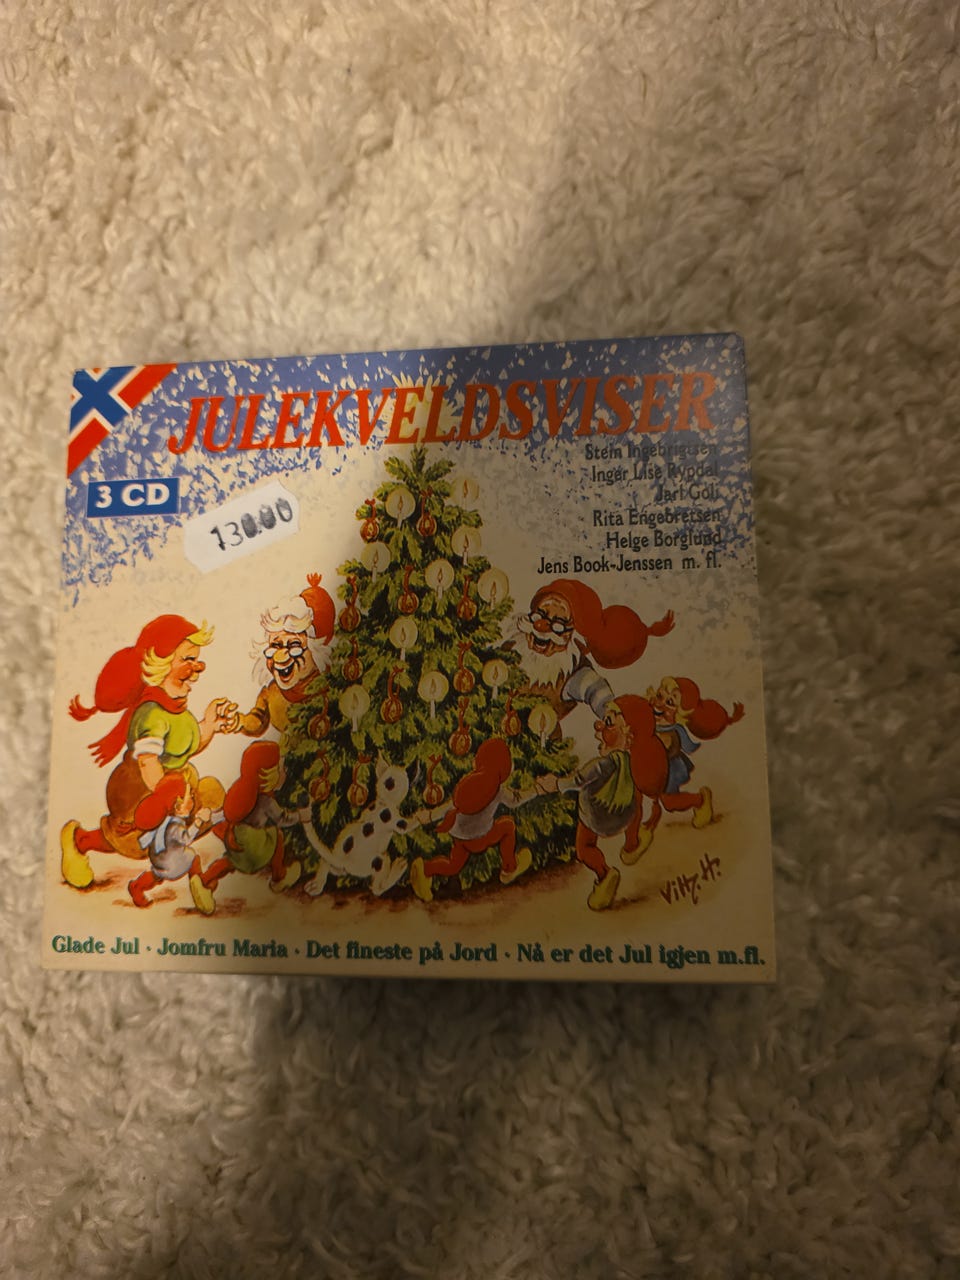 JULEKVELDSVISER
3 CD
130.00
Stein Ingebrigtsen
Inger Lise Rypdal
Jarl Goli
Rita Engebretsen
Helge Borglund
Jens Book-Jenssen m. fl.
Glade Jul · Jomfru Maria · Det fineste på Jord · Nå er det Jul igjen m.fl.